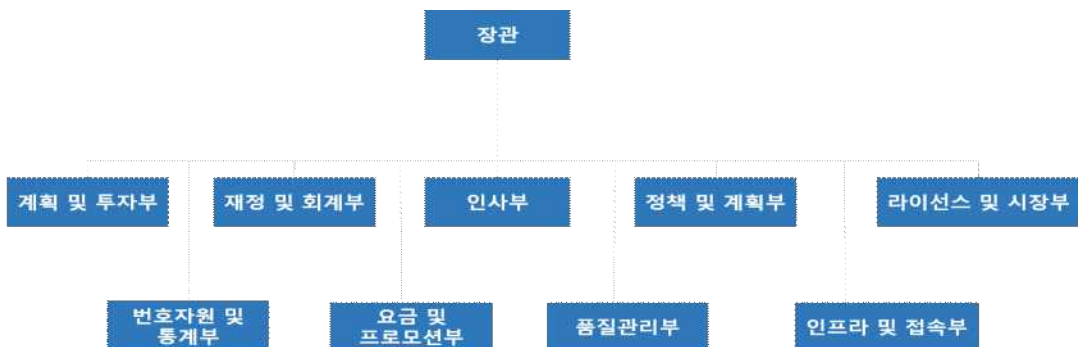 장관
계획 및 투자부
재정 및 회계부
인사부
정책 및 계획부
라이선스 및 시장부
번호자원 및
통계부
요금 및
프로모션부
품질관리부
인프라 및 접속부